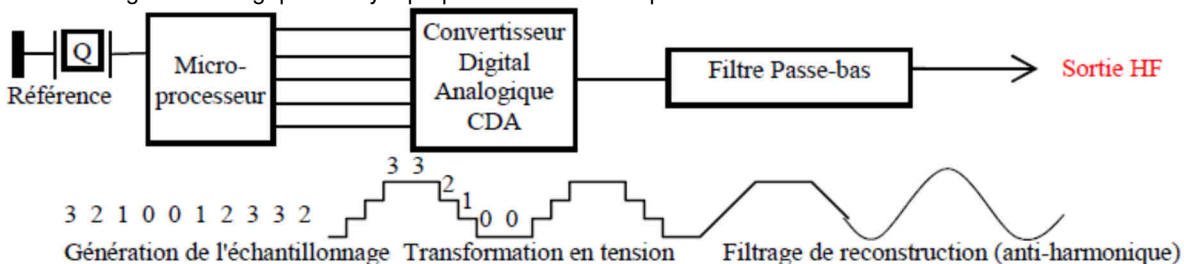 Q
Référence
Micro-
processeur
Convertisseur
Digital
Analogique
CDA
Filtre Passe-bas
Sortie HF
3 3
2
1
0 0
3 2 1 0 0 1 2 3 3 2
Génération de l'échantillonnage
Transformation en tension
Filtrage de reconstruction (anti-harmonique)